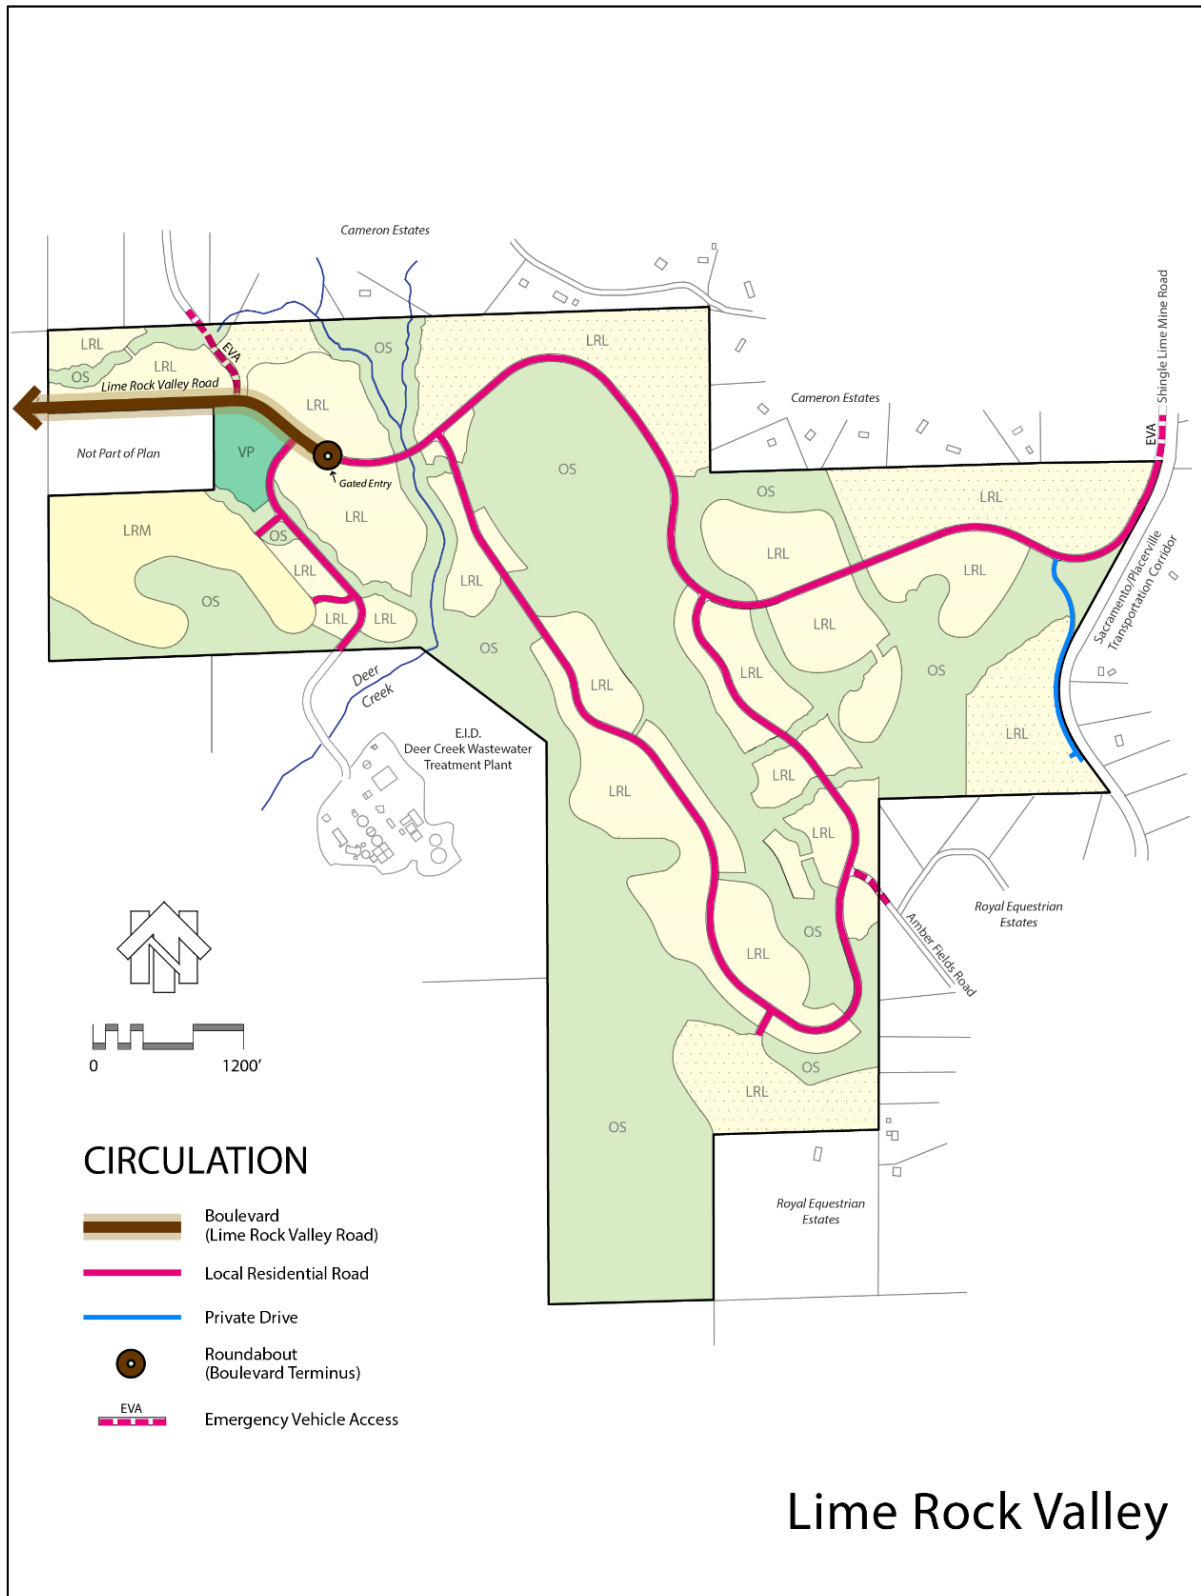 Cameron Estates
LRL
OS
LRL
LRL
OS
LRL
EVA
Lime Rock Valley Road
LRL
Shingle Lime Mine Road
Cameron Estates
EVA
Not Part of Plan
VP
Gated Entry
OS
OS
LRL
LRL
LRM
LRL
OS
LRL
LRL
LRL
LRL
Sacramento/Placerville
Transportation Corridor
OS
LRL
LRL
LRL
OS
OS
LRL
LRL
Deer
Creek
E.I.D.
Deer Creek Wastewater
Treatment Plant
LRL
LRL
LRL
LRL
Royal Equestrian
Estates
Amber Fields Road
OS
LRL
N
0
1200'
OS
LRL
OS
CIRCULATION
Royal Equestrian
Estates
Boulevard
(Lime Rock Valley Road)
Local Residential Road
Private Drive
Roundabout
(Boulevard Terminus)
EVA
Emergency Vehicle Access
Lime Rock Valley